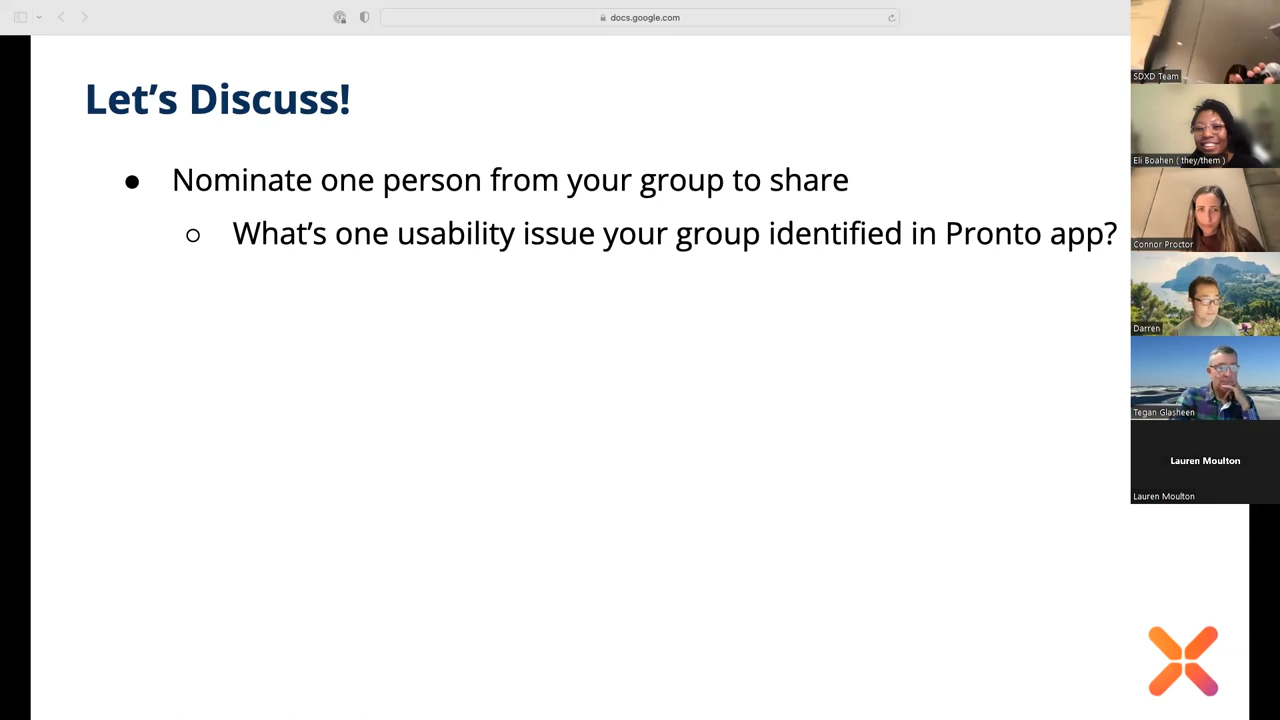 docs.google.com
Let's Discuss!
● Nominate one person from your group to share
○ What's one usability issue your group identified in Pronto app?
SDXD Team
Eli Boahen ( they/them )
Connor Proctor
Darren
Tegan Glasheen
Lauren Moulton
Lauren Moulton